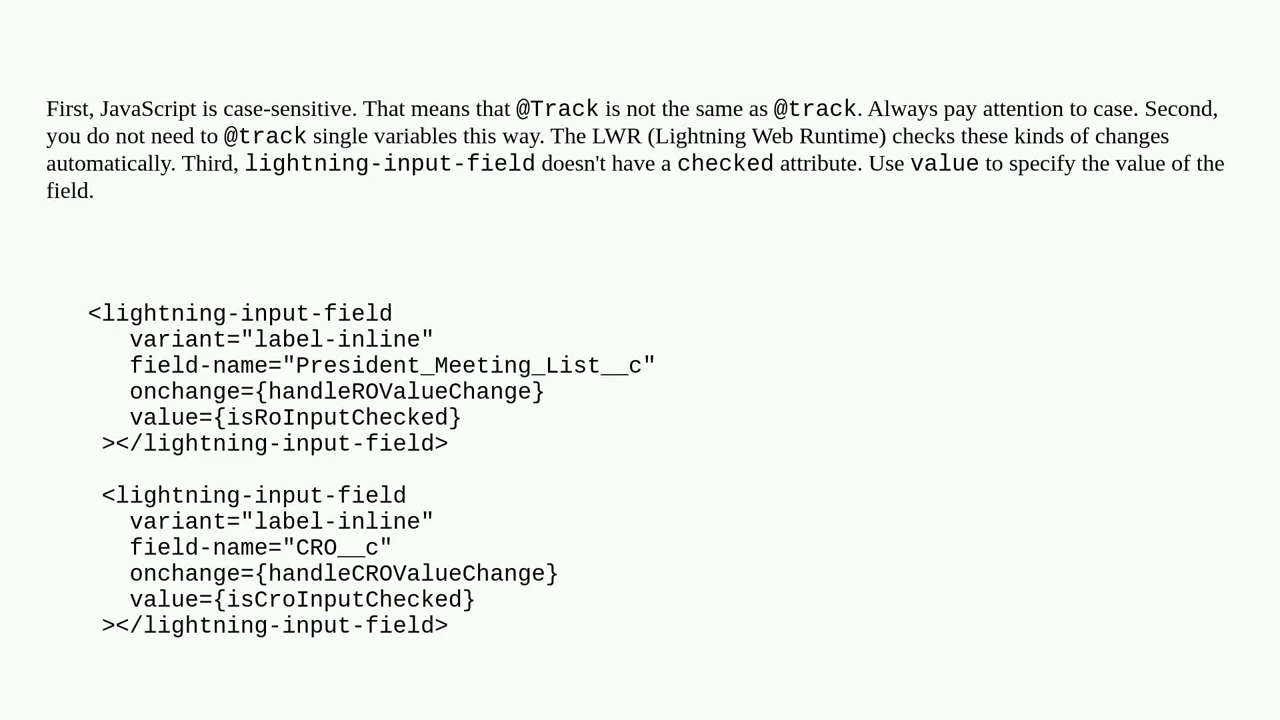 First, JavaScript is case-sensitive. That means that @Track is not the same as @track. Always pay attention to case. Second,
you do not need to @track single variables this way. The LWR (Lightning Web Runtime) checks these kinds of changes
automatically. Third, lightning-input-field doesn't have a checked attribute. Use value to specify the value of the
field.
<lightning-input-field
variant="label-inline"
field-name="President_Meeting_List__c"
onchange={handleROValueChange}
value={isRoInputChecked}
></lightning-input-field>
<lightning-input-field
variant="label-inline"
field-name="CRO__c"
onchange={handleCROValueChange}
value={isCroInputChecked}
></lightning-input-field>